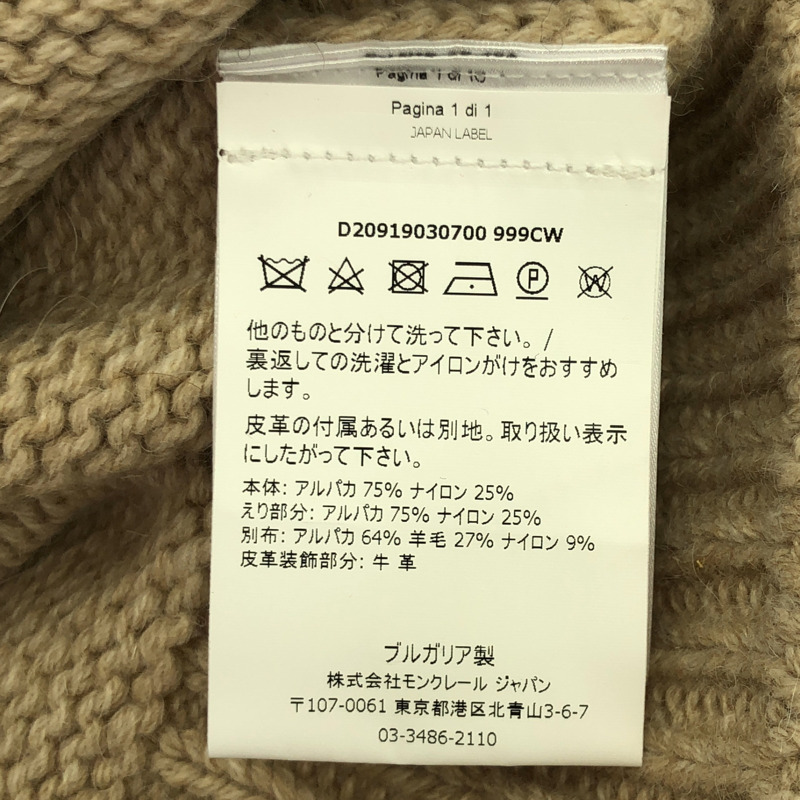 Pagina 1 di 1
JAPAN LABEL
D20919030700 999CW
P W
他のものと分けて洗って下さい。/
裏返しての洗濯とアイロンがけをおすすめ
します。
皮革の付属あるいは別地。取り扱い表示
にしたがって下さい。
本体: アルパカ 75% ナイロン 25%
えり部分: アルパカ 75% ナイロン 25%
別布: アルパカ 64% 羊毛 27% ナイロン 9%
皮革装飾部分: 牛 革
ブルガリア製
株式会社モンクレール ジャパン
〒107-0061 東京都港区北青山3-6-7
03-3486-2110